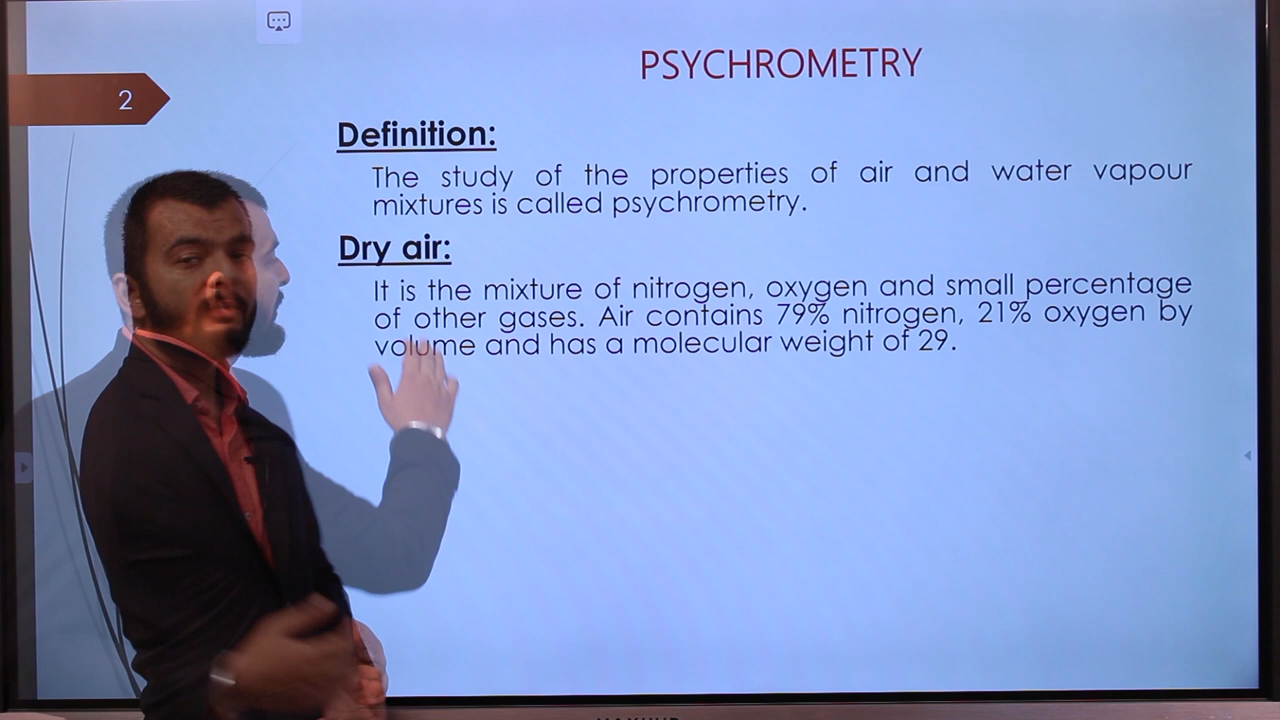 PSYCHROMETRY
2
Definition:
The study of the properties of air and water vapour
mixtures is called psychrometry.
Dry air:
It is the mixture of nitrogen, oxygen and small percentage
of other gases. Air contains 79% nitrogen, 21% oxygen by
volume and has a molecular weight of 29.